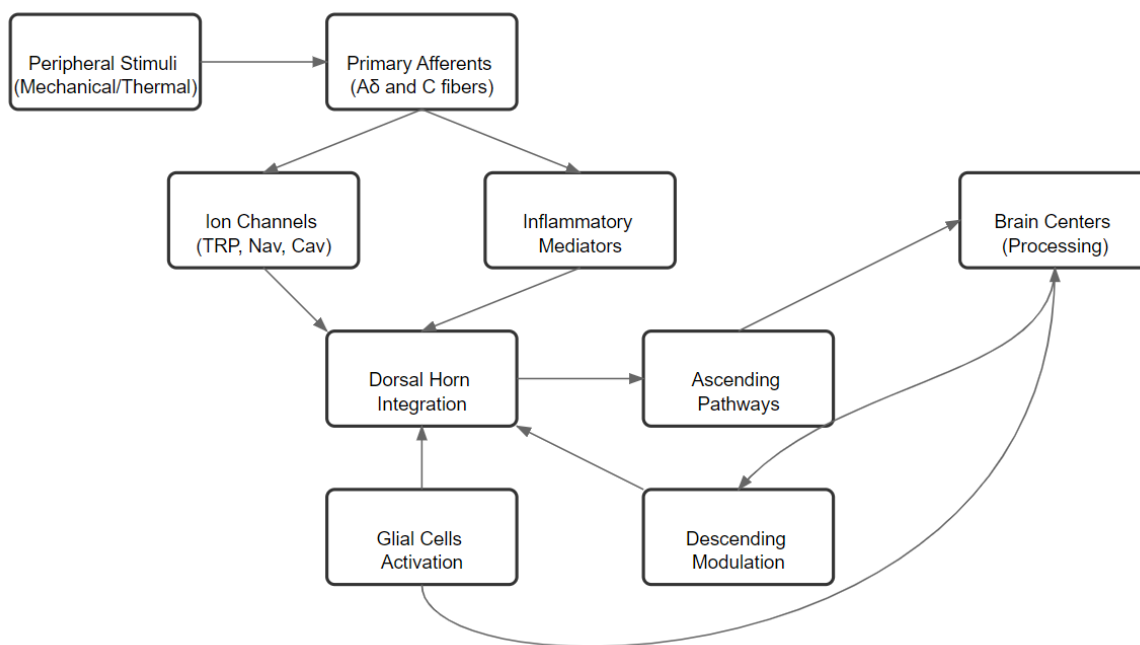 Peripheral Stimuli
(Mechanical/Thermal)
Primary Afferents
(Aδ and C fibers)
Ion Channels
(TRP, Nav, Cav)
Inflammatory
Mediators
Brain Centers
(Processing)
Dorsal Horn
Integration
Ascending
Pathways
Glial Cells
Activation
Descending
Modulation